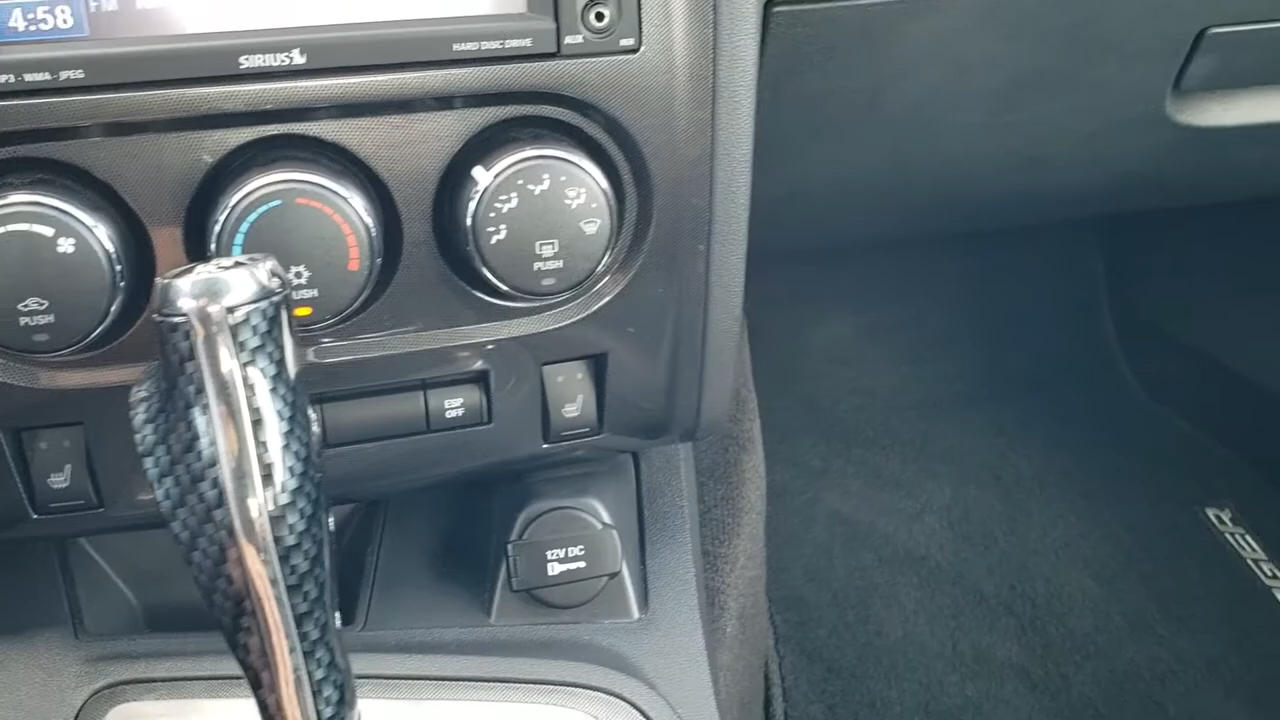 4:58
FM
HARD DISC DRIVE
AUX
SIRIUS
MP3 - WMA - JPEG
PUSH
PUSH
PUSH
ESP
OFF
12V DC